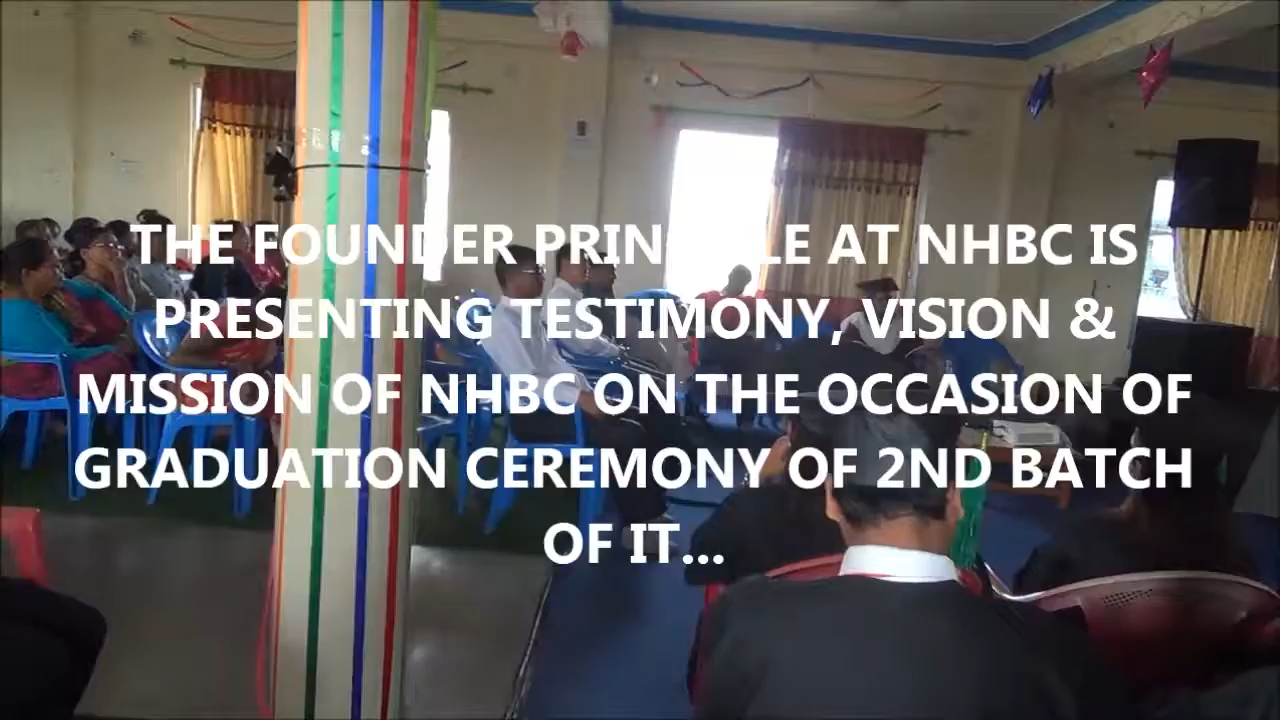 THE FOUNDER PRINCIPLE AT NHBC IS
PRESENTING TESTIMONY, VISION &
MISSION OF NHBC ON THE OCCASION OF
GRADUATION CEREMONY OF 2ND BATCH
OF IT...